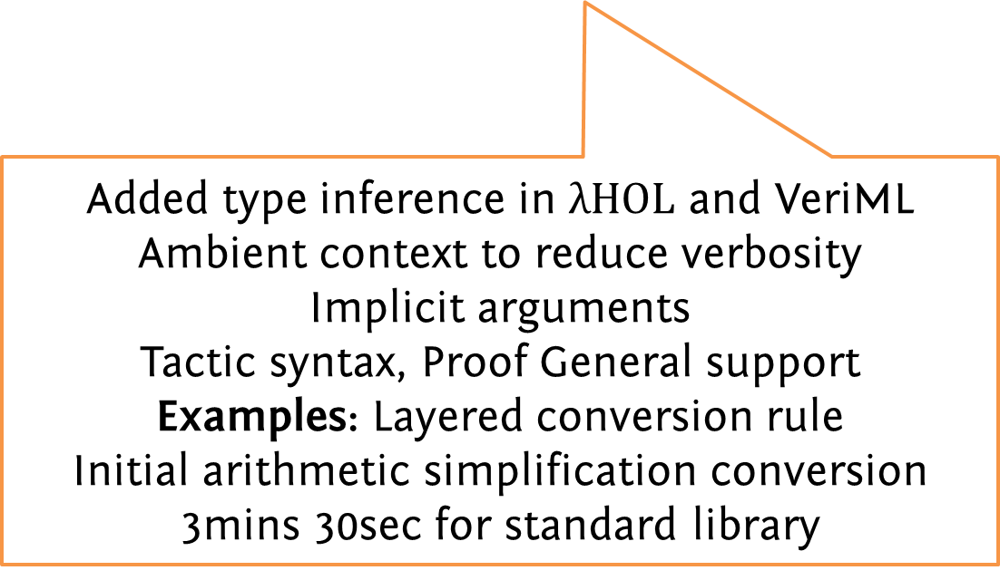 Added type inference in λHOL and VeriML
Ambient context to reduce verbosity
Implicit arguments
Tactic syntax, Proof General support
Examples: Layered conversion rule
Initial arithmetic simplification conversion
3mins 30sec for standard library